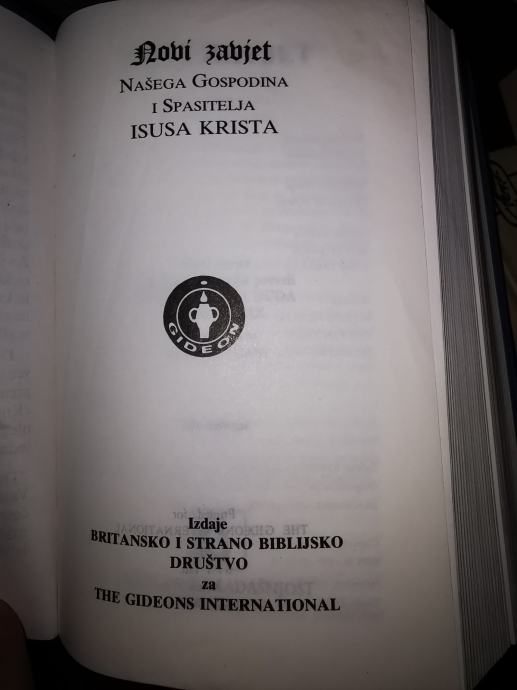 Novi zavjet
NAŠEGA GOSPODINA
I SPASITELJA
ISUSA KRISTA
GIDEON
Izdaje
BRITANSKO I STRANO BIBLIJSKO
DRUŠTVO
za
THE GIDEONS INTERNATIONAL